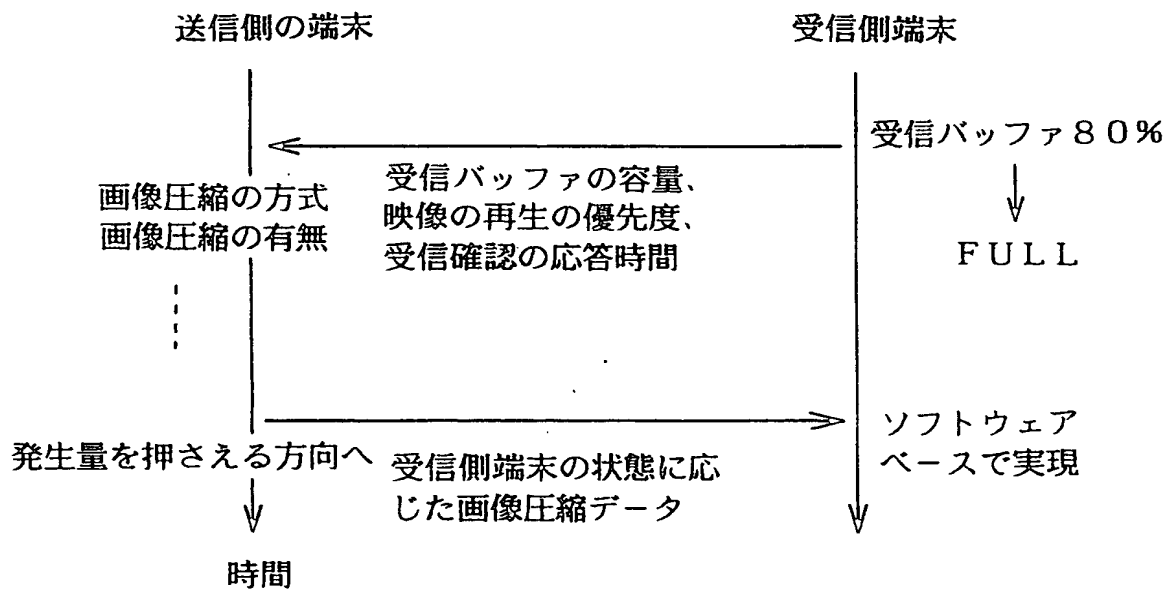 送信側の端末
受信側端末
受信バッファ８０％
↓
ＦＵＬＬ
受信バッファの容量、
映像の再生の優先度、
受信確認の応答時間
画像圧縮の方式
画像圧縮の有無
発生量を押さえる方向へ
受信側端末の状態に応
じた画像圧縮データ
ソフトウェア
ベースで実現
時間